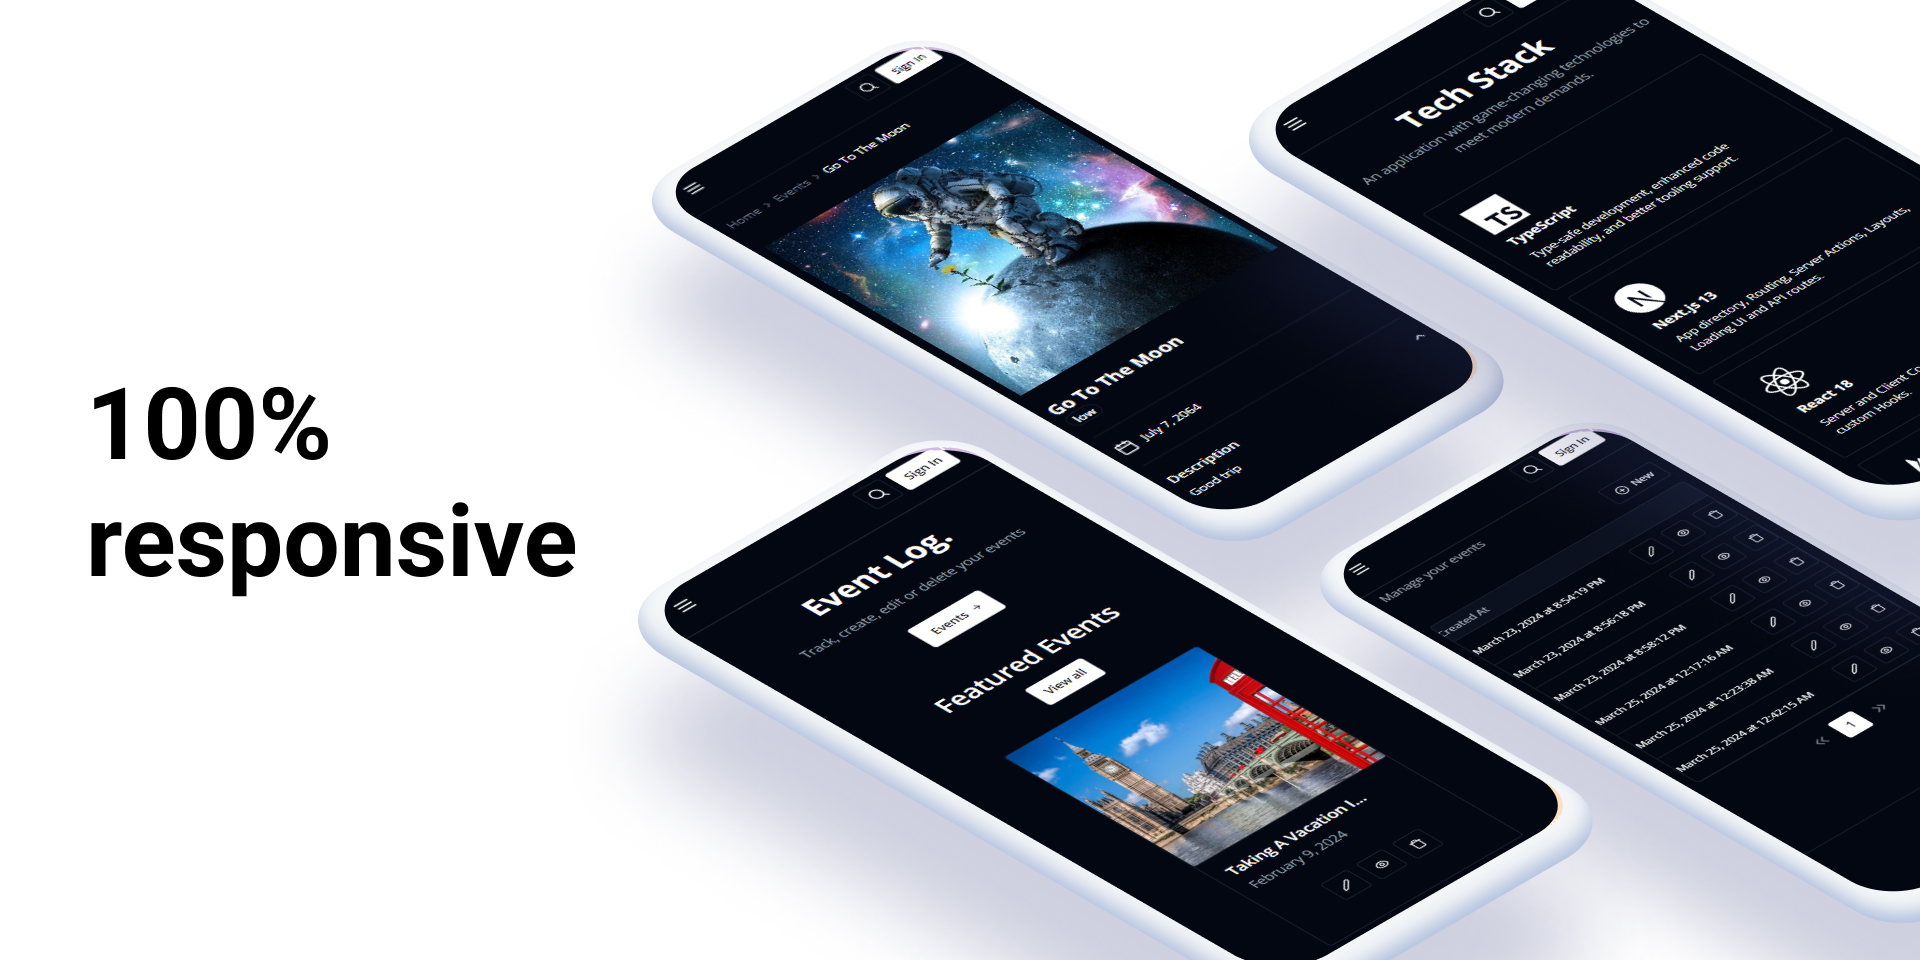 100%
responsive
Sign In
Home > Events > Go To The Moon
Go To The Moon
low
July 7, 2064
Description
Good trip
Tech Stack
An application with game-changing technologies to
meet modern demands.
TS
TypeScript
Type-safe development, enhanced code
readability, and better tooling support.
N
Next.js 13
App directory, Routing, Server Actions, Layouts,
Loading UI and API routes.
React 18
Server and Client Co
custom Hooks.
Sign In
Event Log.
Track, create, edit or delete your events
Events →
Featured Events
View all
Taking A Vacation I...
February 9, 2024
Sign In
New
Manage your events
Created At
March 23, 2024 at 8:54:19 PM
March 23, 2024 at 8:56:18 PM
March 23, 2024 at 8:58:12 PM
March 25, 2024 at 12:17:16 AM
March 25, 2024 at 12:23:38 AM
March 25, 2024 at 12:42:15 AM
<< 1 >>